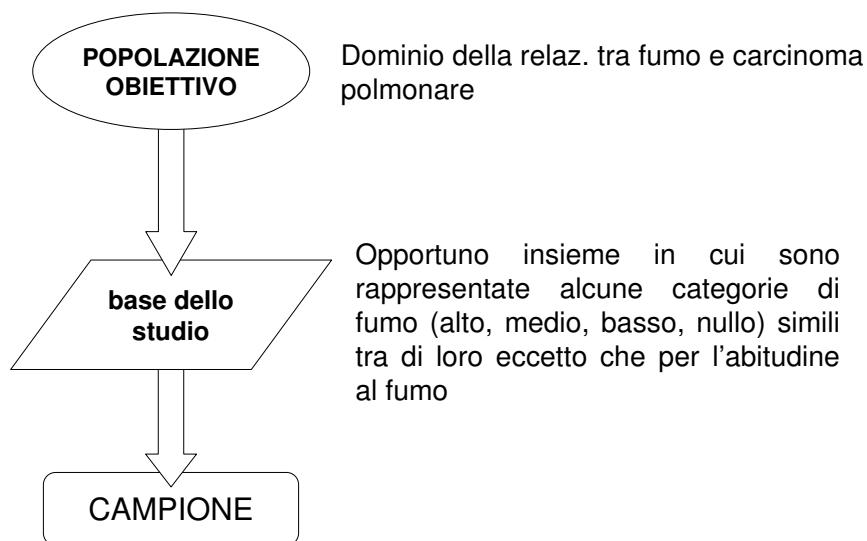 POPOLAZIONE
OBIETTIVO
Dominio della relaz. tra fumo e carcinoma
polmonare
base dello
studio
Opportuno insieme in cui sono
rappresentate alcune categorie di
fumo (alto, medio, basso, nullo) simili
tra di loro eccetto che per l'abitudine
al fumo
CAMPIONE